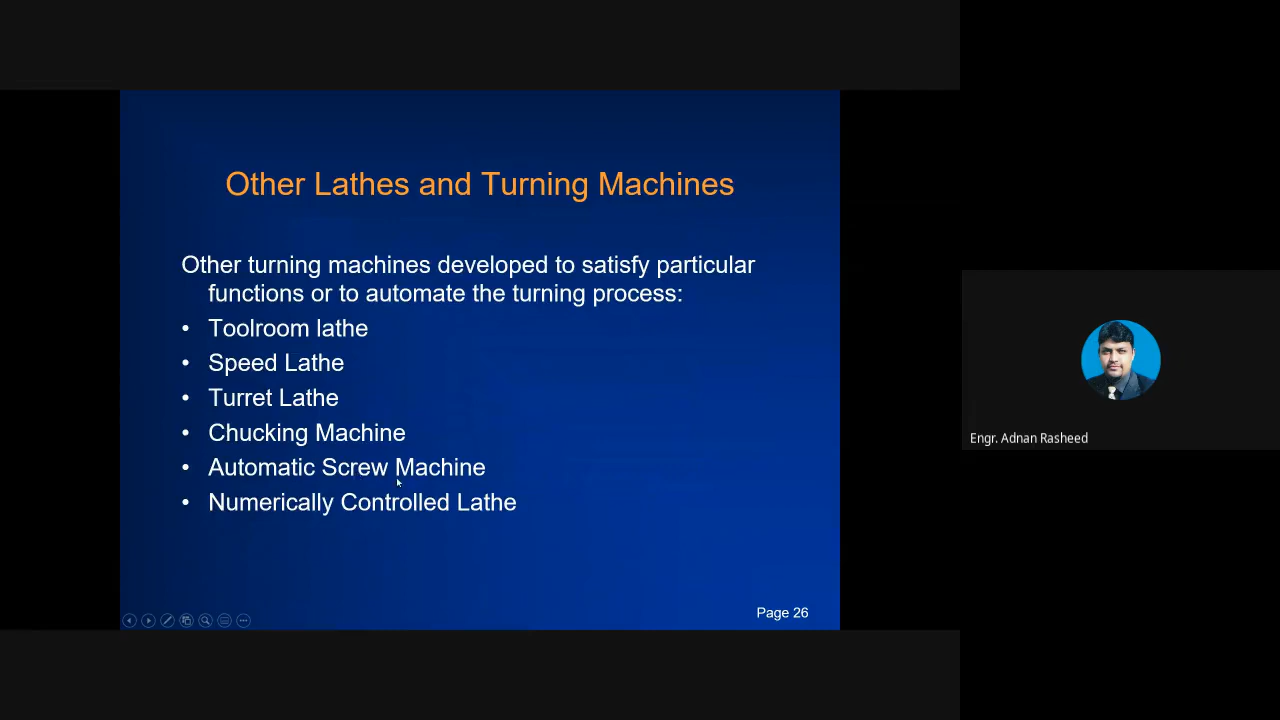 Other Lathes and Turning Machines
Other turning machines developed to satisfy particular
functions or to automate the turning process:
• Toolroom lathe
• Speed Lathe
• Turret Lathe
• Chucking Machine
• Automatic Screw Machine
• Numerically Controlled Lathe
Page 26
Engr. Adnan Rasheed